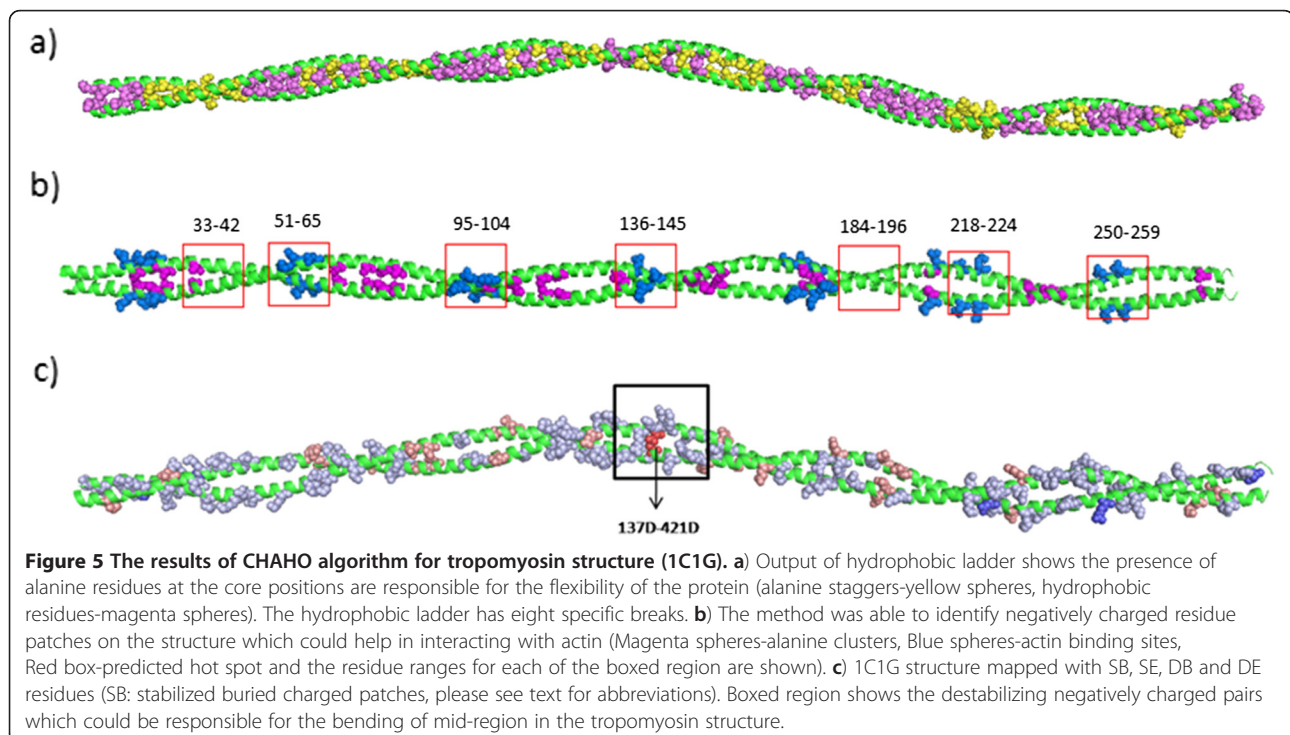 a)
b)
33-42
51-65
95-104
136-145
184-196
218-224
250-259
c)
137D-421D
Figure 5 The results of CHAHO algorithm for tropomyosin structure (1C1G). a) Output of hydrophobic ladder shows the presence of
alanine residues at the core positions are responsible for the flexibility of the protein (alanine staggers-yellow spheres, hydrophobic
residues-magenta spheres). The hydrophobic ladder has eight specific breaks. b) The method was able to identify negatively charged residue
patches on the structure which could help in interacting with actin (Magenta spheres-alanine clusters, Blue spheres-actin binding sites,
Red box-predicted hot spot and the residue ranges for each of the boxed region are shown). c) 1C1G structure mapped with SB, SE, DB and DE
residues (SB: stabilized buried charged patches, please see text for abbreviations). Boxed region shows the destabilizing negatively charged pairs
which could be responsible for the bending of mid-region in the tropomyosin structure.